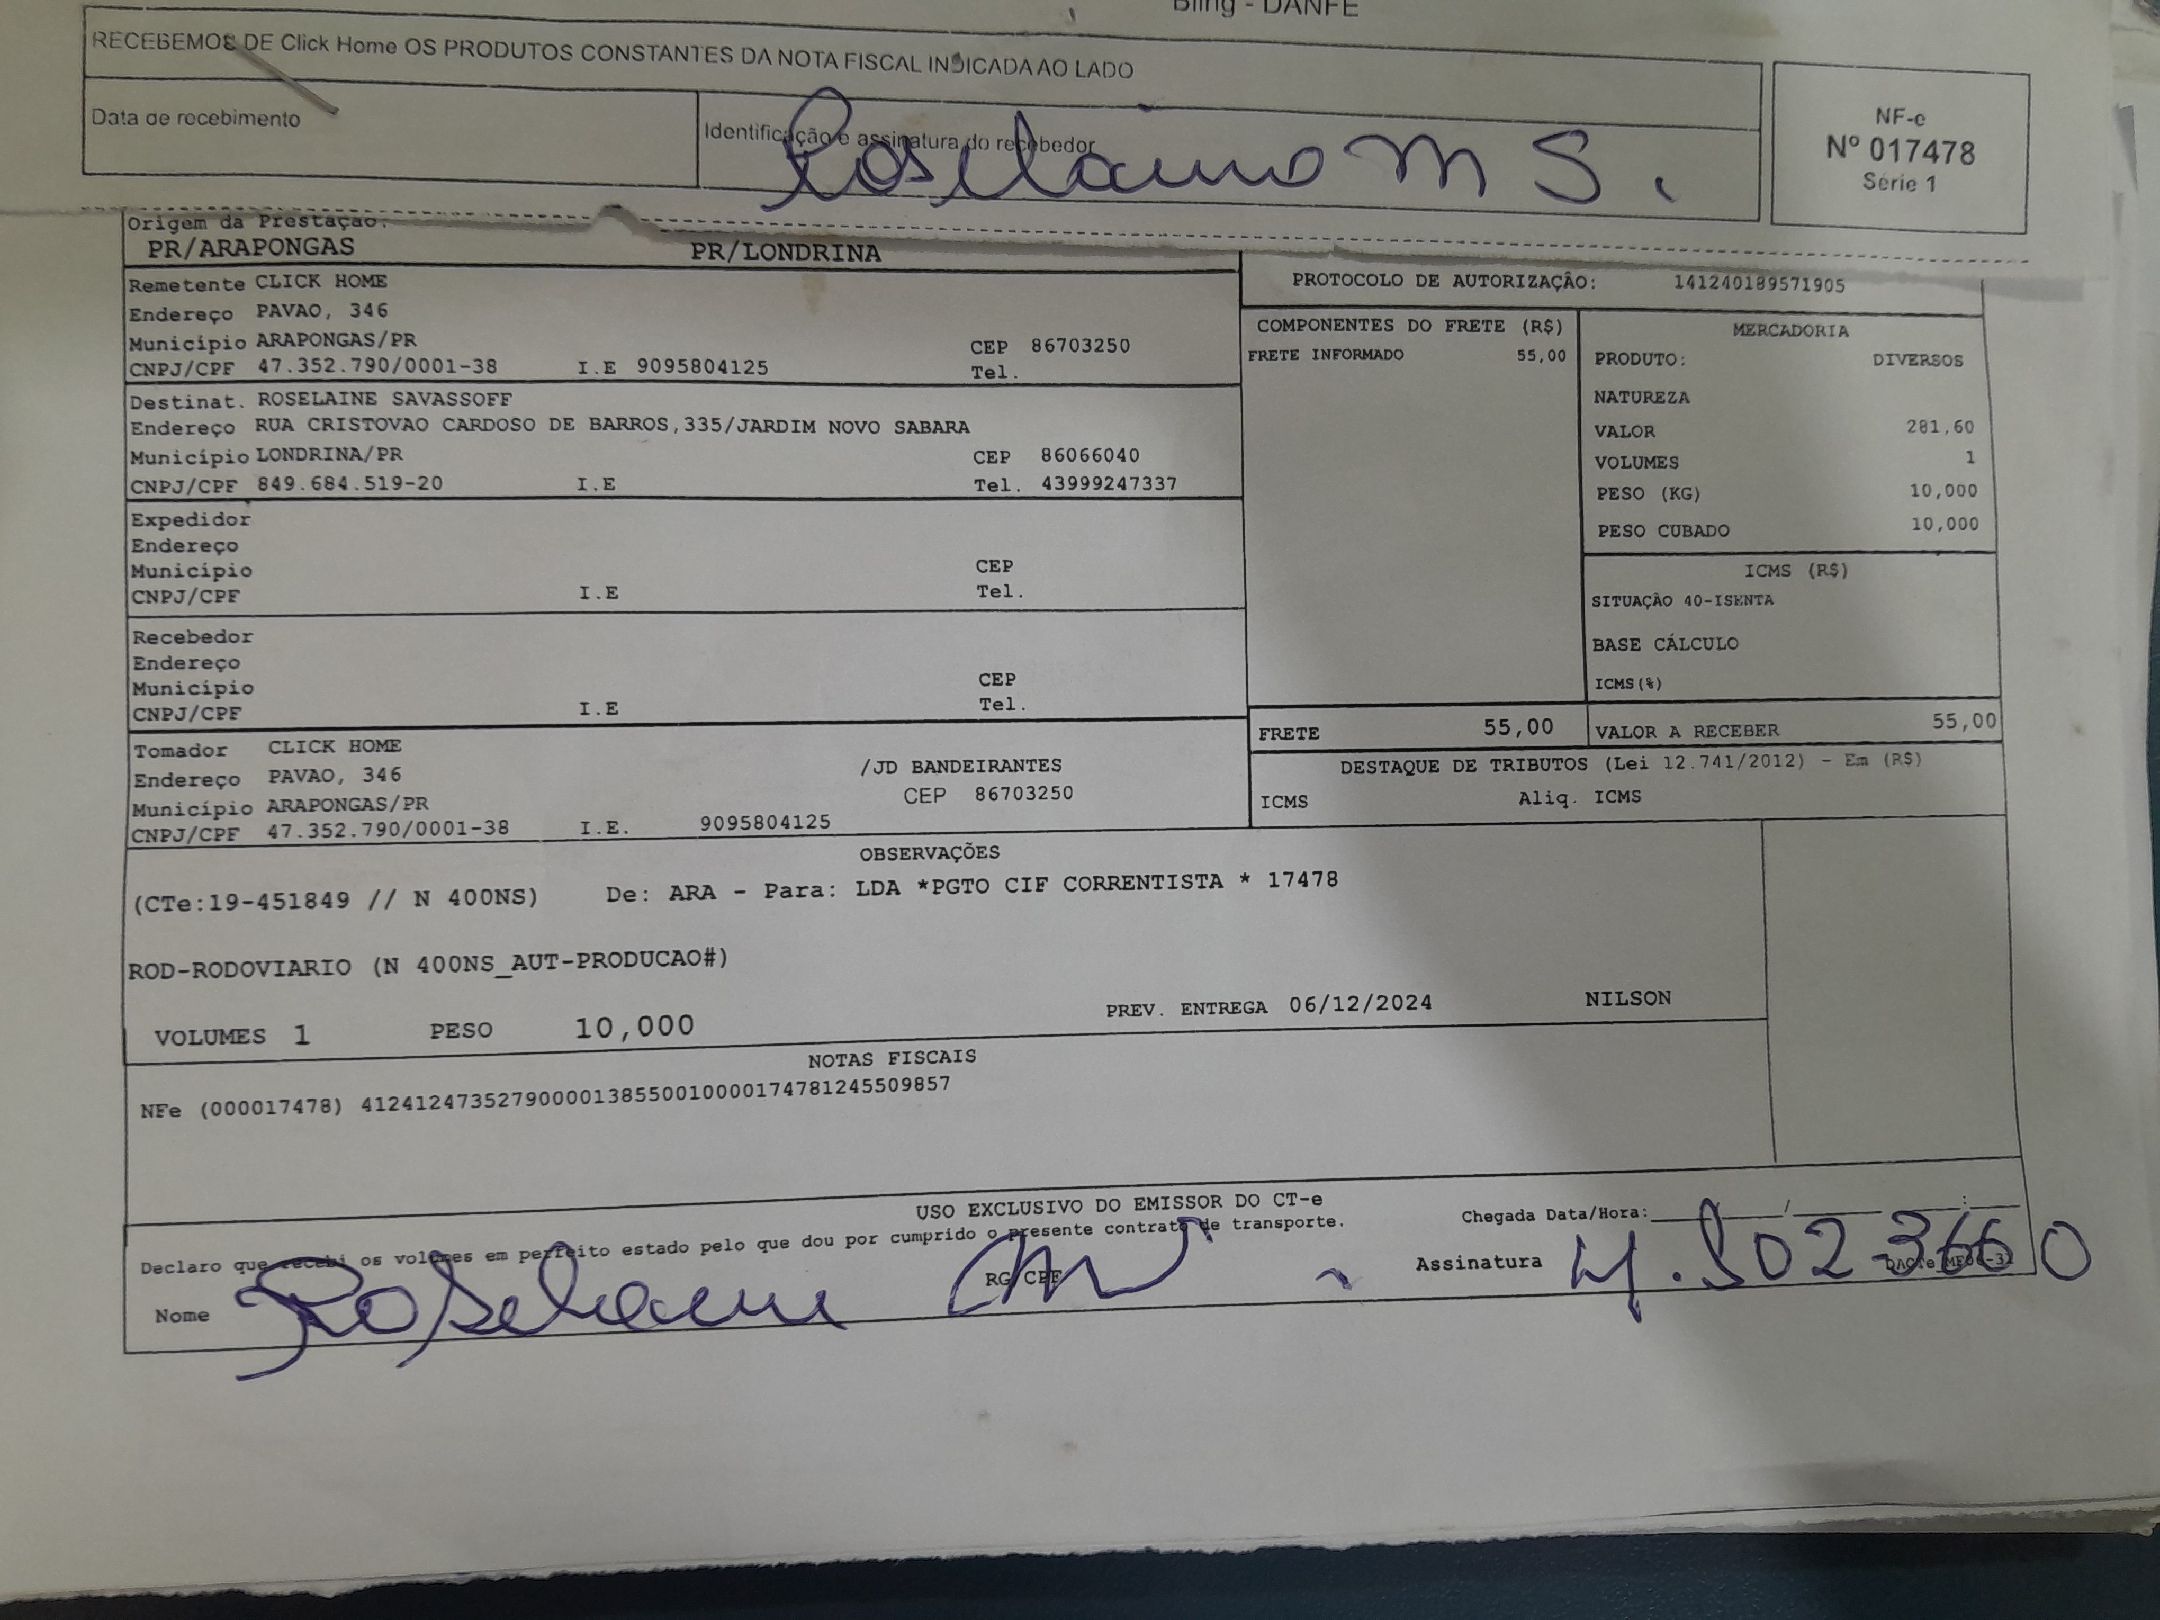 Bling - DANFE
RECEBEMOS DE Click Home OS PRODUTOS CONSTANTES DA NOTA FISCAL INDICADA AO LADO
Data de recebimento
Identificação e assinatura do recebedor
M S.
NF-e
Nº 017478
Série 1
Origem da Prestação:
PR/ARAPONGAS PR/LONDRINA
Remetente CLICK HOME
Endereço PAVAO, 346
Município ARAPONGAS/PR CEP 86703250
CNPJ/CPF 47.352.790/0001-38 I.E 9095804125 Tel.
Destinat. ROSELAINE SAVASSOFF
Endereço RUA CRISTOVAO CARDOSO DE BARROS,335/JARDIM NOVO SABARA
Município LONDRINA/PR CEP 86066040
CNPJ/CPF 849.684.519-20 I.E Tel. 43999247337
Expedidor
Endereço
Município CEP
CNPJ/CPF I.E Tel.
Recebedor
Endereço
Município CEP
CNPJ/CPF I.E Tel.
Tomador CLICK HOME
Endereço PAVAO, 346 /JD BANDEIRANTES
Município ARAPONGAS/PR CEP 86703250
CNPJ/CPF 47.352.790/0001-38 I.E. 9095804125
PROTOCOLO DE AUTORIZAÇÃO: 141240189571905
COMPONENTES DO FRETE (R$)
FRETE INFORMADO 55,00
MERCADORIA
PRODUTO: DIVERSOS
NATUREZA
VALOR 281,60
VOLUMES 1
PESO (KG) 10,000
PESO CUBADO 10,000
ICMS (R$)
SITUAÇÃO 40-ISENTA
BASE CÁLCULO
ICMS(%)
FRETE 55,00 VALOR A RECEBER 55,00
DESTAQUE DE TRIBUTOS (Lei 12.741/2012) - Em (R$)
ICMS Aliq. ICMS
OBSERVAÇÕES
(CTe:19-451849 // N 400NS) De: ARA - Para: LDA *PGTO CIF CORRENTISTA * 17478
ROD-RODOVIARIO (N 400NS_AUT-PRODUCAO#)
VOLUMES 1 PESO 10,000 PREV. ENTREGA 06/12/2024 NILSON
NOTAS FISCAIS
NFe (000017478) 41241247352790000138550010000174781245509857
USO EXCLUSIVO DO EMISSOR DO CT-e
Declaro que recebi os volumes em perfeito estado pelo que dou por cumprido o presente contrato de transporte.
Chegada Data/Hora: / :
Nome RG/CPF Assinatura